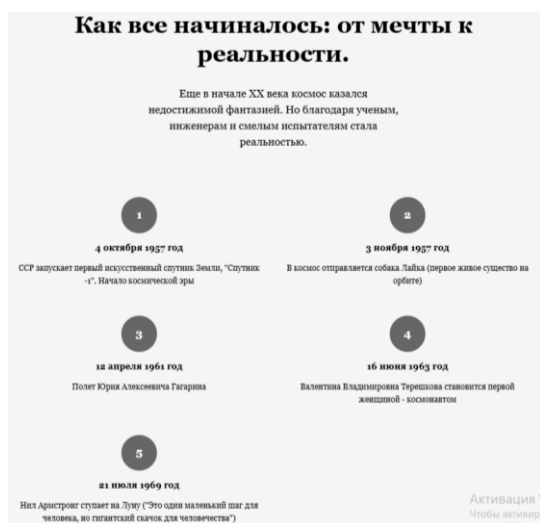 Как все начиналось: от мечты к
реальности.
Еще в начале XX века космос казался
недостижимой фантазией. Но благодаря ученым,
инженерам и смелым испытателям стала
реальностью.
1
4 октября 1957 год
ССР запускает первый искусственный спутник Земли, "Спутник
-1". Начало космической эры
2
3 ноября 1957 год
В космос отправляется собака Лайка (первое живое существо на
орбите)
3
12 апреля 1961 год
Полет Юрия Алексеевича Гагарина
4
16 июня 1963 год
Валентина Владимировна Терешкова становится первой
женщиной - космонавтом
5
21 июля 1969 год
Нил Армстронг ступает на Луну ("Это один маленький шаг для
человека, но гигантский скачок для человечества")
Активация
Чтобы активир